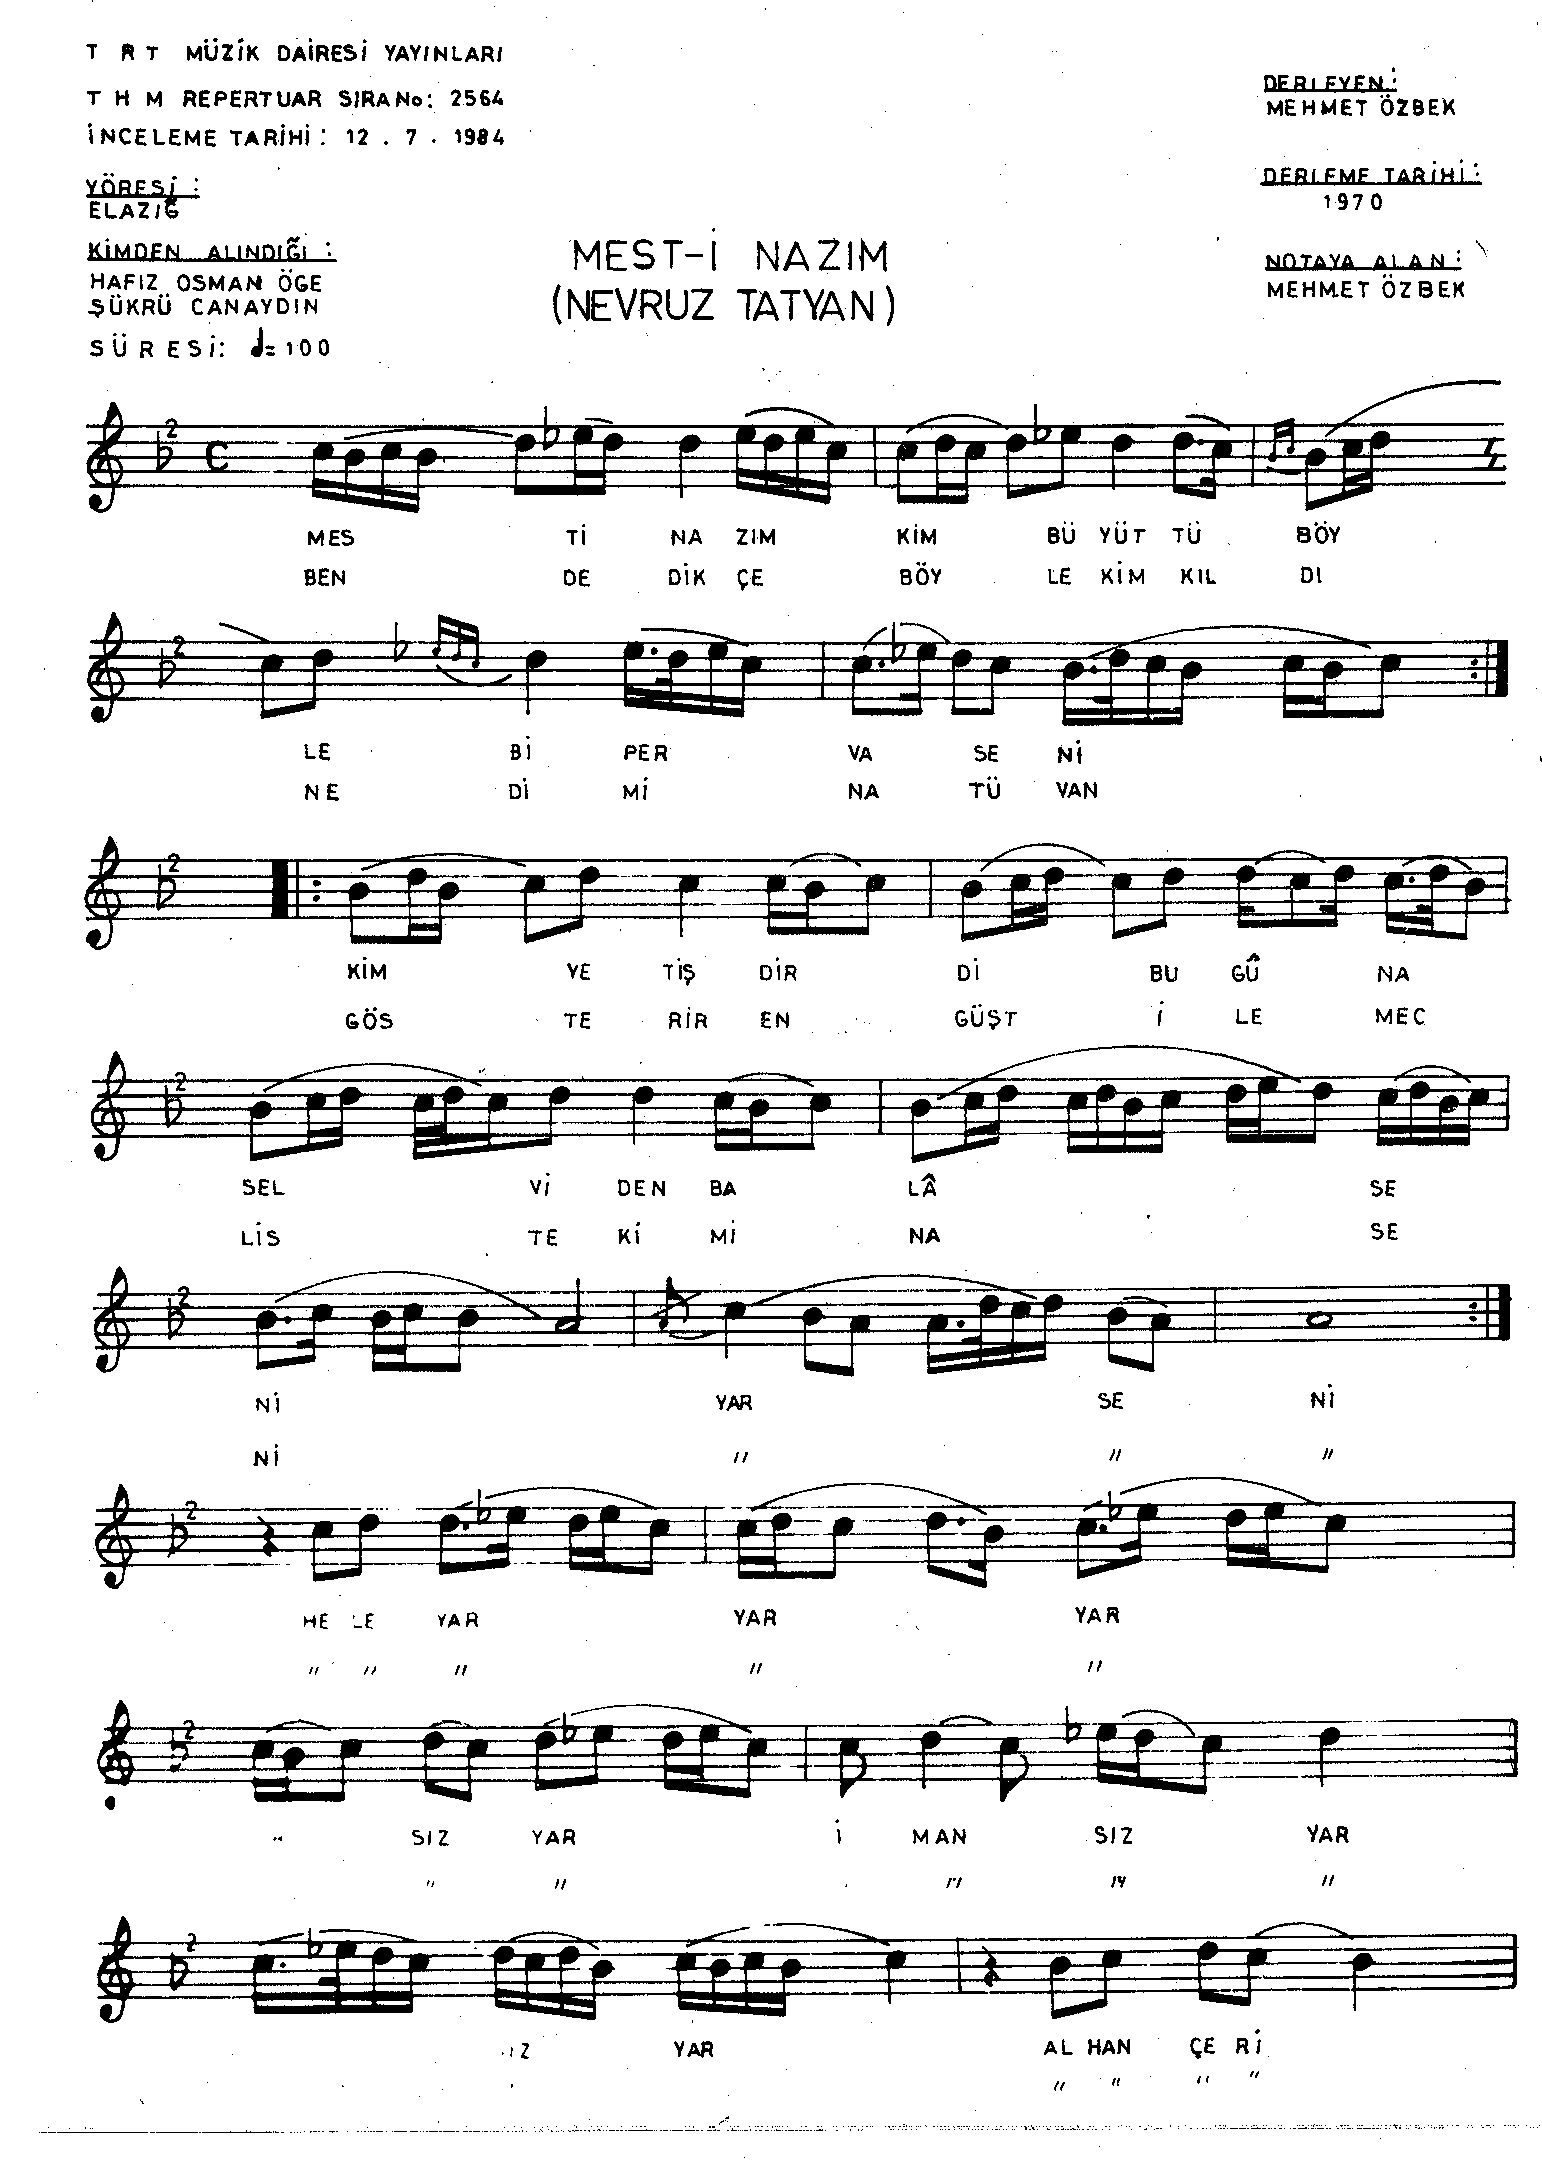 T R T MÜZİK DAİRESİ YAYINLARI
T H M REPERTUAR SIRA No: 2564
İNCELEME TARİHİ : 12 . 7 . 1984
YÖRESİ :
ELAZIĞ
KİMDEN ALINDIĞI :
HAFIZ OSMAN ÖGE
ŞÜKRÜ CANAYDIN
SÜRESİ: ♩=100
MEST-İ NAZIM
(NEVRUZ TATYAN)
DERLEYEN :
MEHMET ÖZBEK
DERLEME TARİHİ :
1970
NOTAYA ALAN :
MEHMET ÖZBEK
MES Tİ NA ZIM KİM BÜ YÜT TÜ BÖY
BEN DE DİK ÇE BÖY LE KİM KIL DI
LE Bİ PER VA SE Nİ
NE Dİ Mİ NA TÜ VAN
KİM YE TİŞ DİR Dİ BU GÛ NA
GÖS TE RİR EN GÜŞT İ LE MEC
SEL Vİ DEN BA LÂ SE
LİS TE Kİ Mİ NA SE
Nİ YAR SE Nİ
Nİ " " "
HE LE YAR YAR YAR
" " " " "
SIZ YAR İ MAN SIZ YAR
" " " " "
IZ YAR AL HAN ÇE Rİ
" " " "